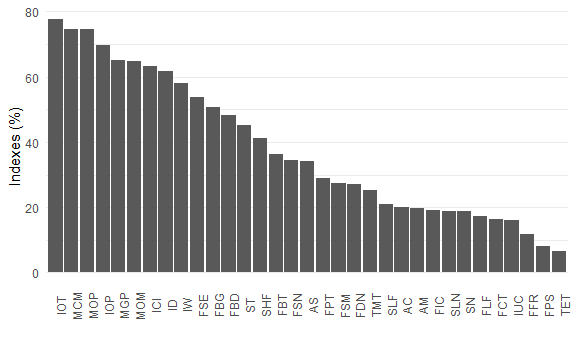 80
60
40
20
0
Indexes (%)
IOT MCM MOP IOP MGP MOM ICI ID IW FSE FBG FBD ST SHF FBT FSN AS FPT FSM FDN TMT SLF AC AM FIC SLN SN FLF FCT IUC FFR FPS TET